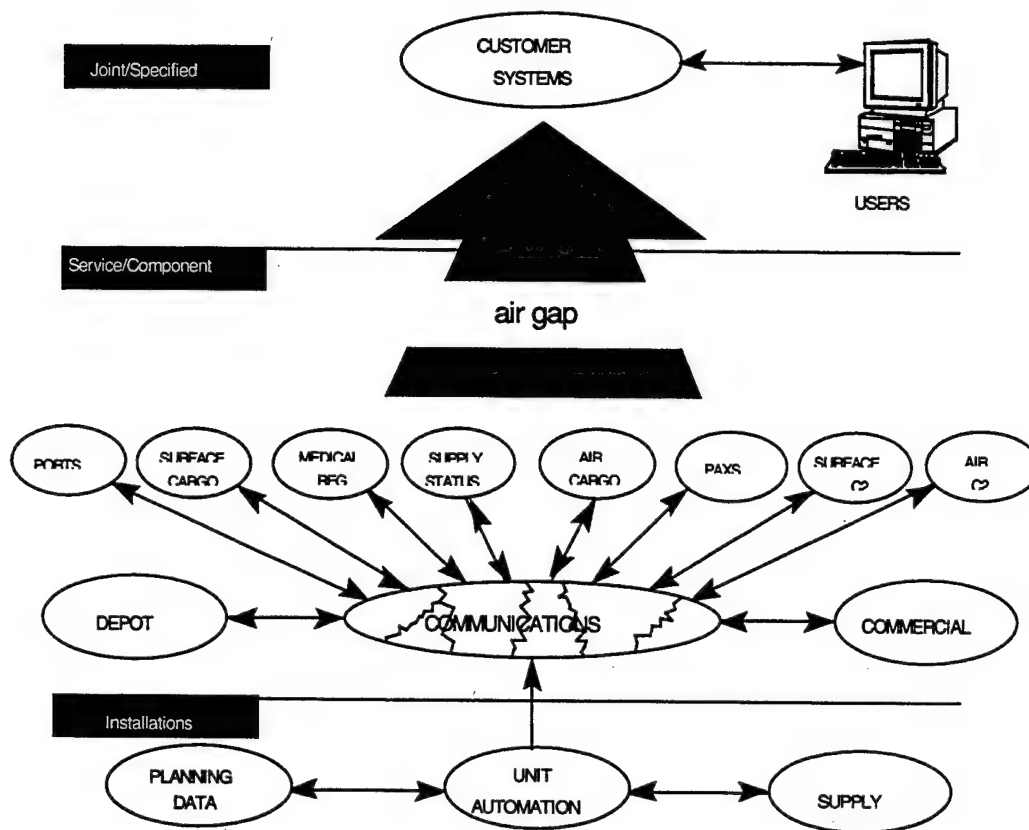 Joint/Specified
CUSTOMER
SYSTEMS
USERS
Service/Component
air gap
PORTS
SURFACE
CARGO
MEDICAL
REG
SUPPLY
STATUS
AIR
CARGO
PAXS
SURFACE
C2
AIR
C2
DEPOT
COMMUNICATIONS
COMMERCIAL
Installations
PLANNING
DATA
UNIT
AUTOMATION
SUPPLY